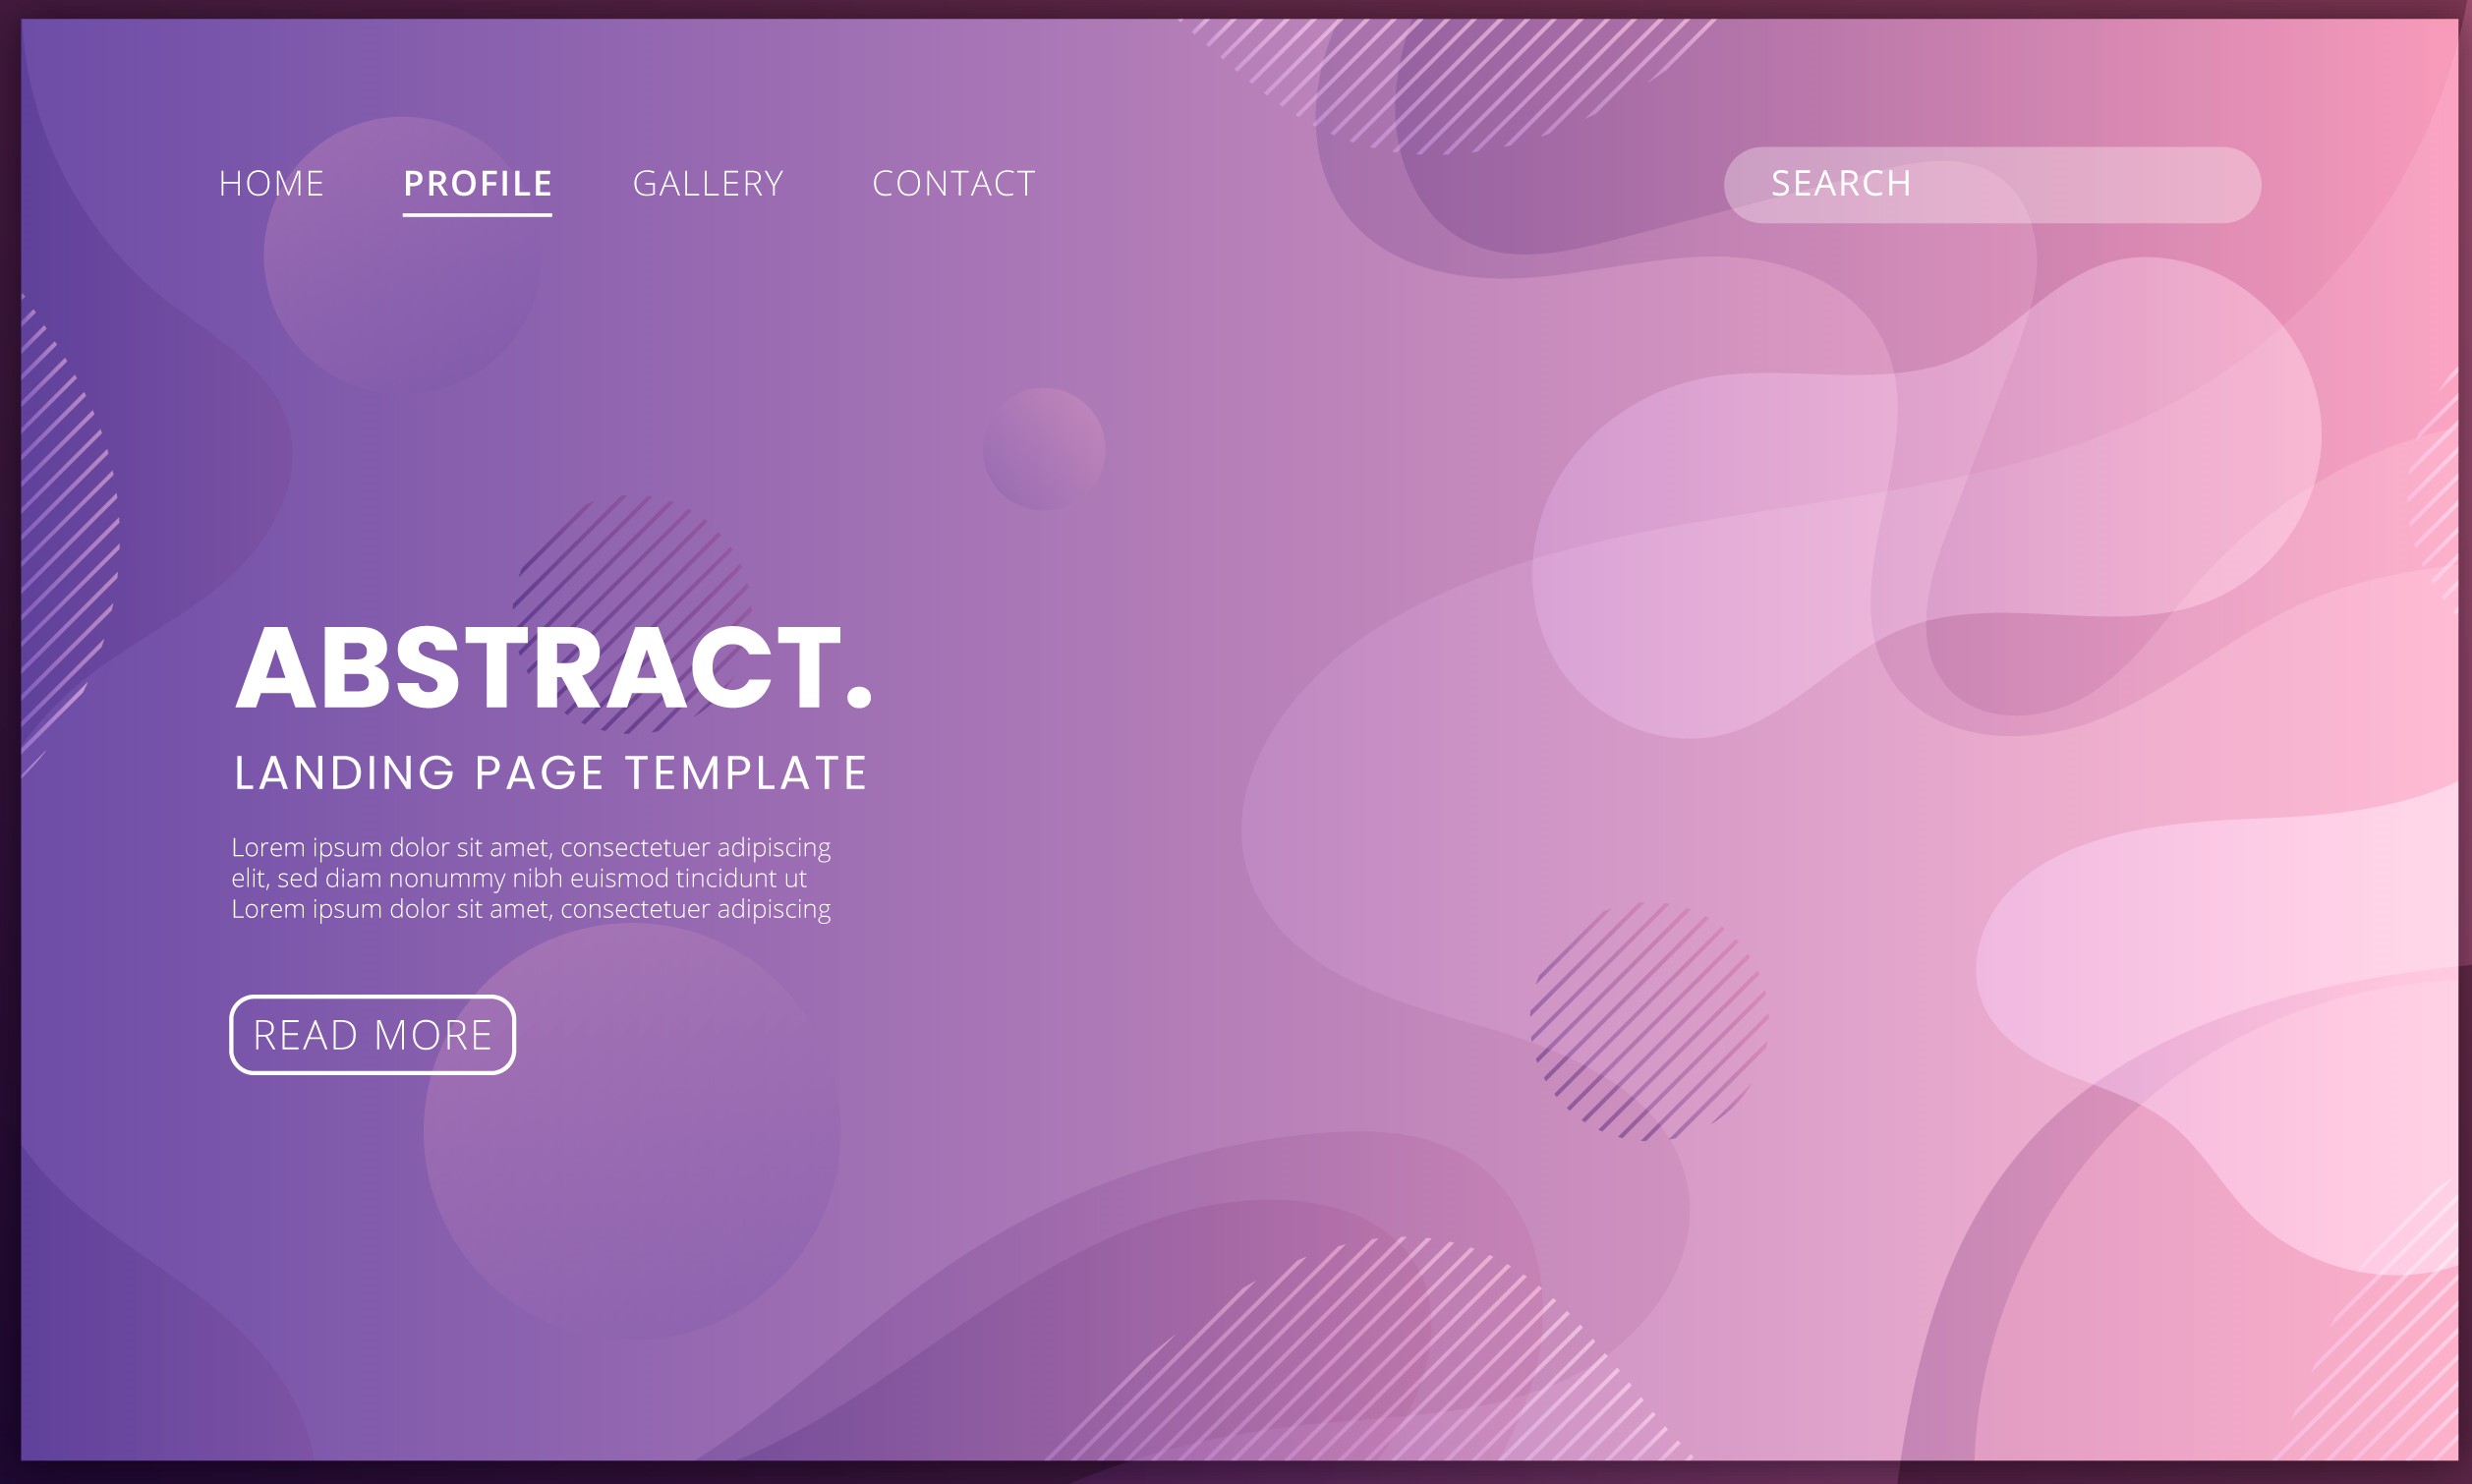 HOME PROFILE GALLERY CONTACT SEARCH
ABSTRACT.
LANDING PAGE TEMPLATE
Lorem ipsum dolor sit amet, consectetuer adipiscing
elit, sed diam nonummy nibh euismod tincidunt ut
Lorem ipsum dolor sit amet, consectetuer adipiscing
READ MORE